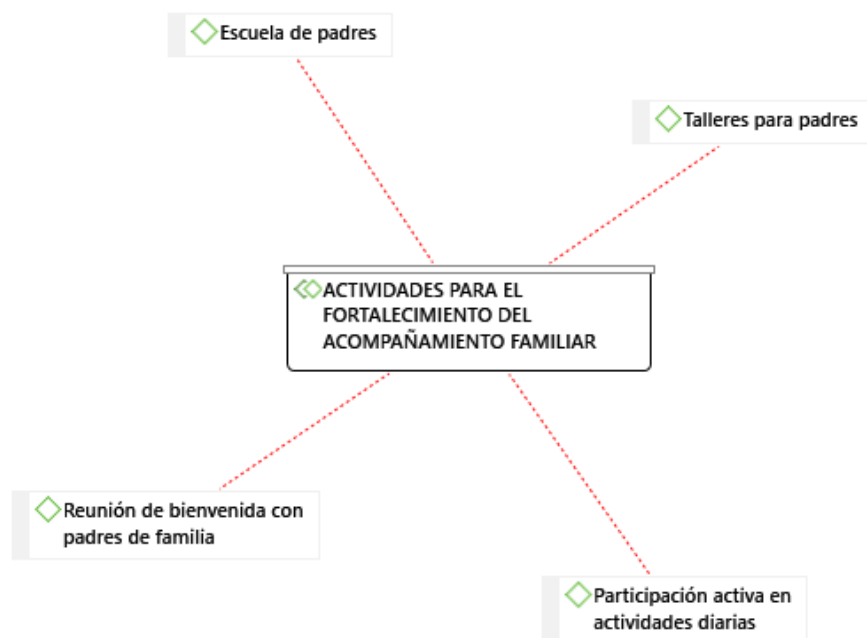 Escuela de padres
Talleres para padres
ACTIVIDADES PARA EL
FORTALECIMIENTO DEL
ACOMPAÑAMIENTO FAMILIAR
Reunión de bienvenida con
padres de familia
Participación activa en
actividades diarias